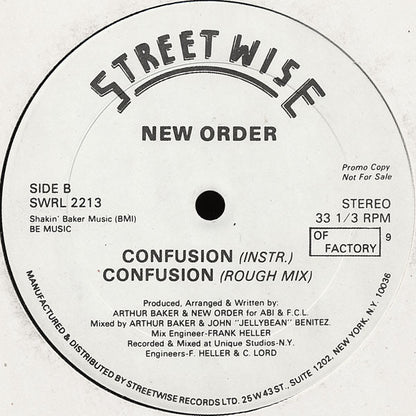 STREETWISE
NEW ORDER
Promo Copy
Not For Sale
SIDE B
SWRL 2213
Shakin' Baker Music (BMI)
BE MUSIC
STEREO
33 1/3 RPM
OF FACTORY 9
CONFUSION (INSTR.)
CONFUSION (ROUGH MIX)
Produced, Arranged & Written by:
ARTHUR BAKER & NEW ORDER for ABI & F.C.L.
Mixed by ARTHUR BAKER & JOHN "JELLYBEAN" BENITEZ.
Mix Engineer-FRANK HELLER
Recorded & Mixed at Unique Studios-N.Y.
Engineers-F. HELLER & C. LORD
MANUFACTURED & DISTRIBUTED BY STREETWISE RECORDS LTD. 25 W 43 ST., SUITE 1202, NEW YORK, N.Y. 10036